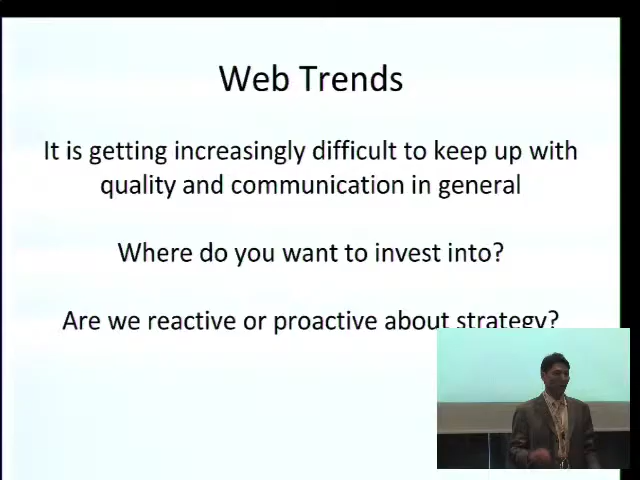 Web Trends
It is getting increasingly difficult to keep up with
quality and communication in general
Where do you want to invest into?
Are we reactive or proactive about strategy?